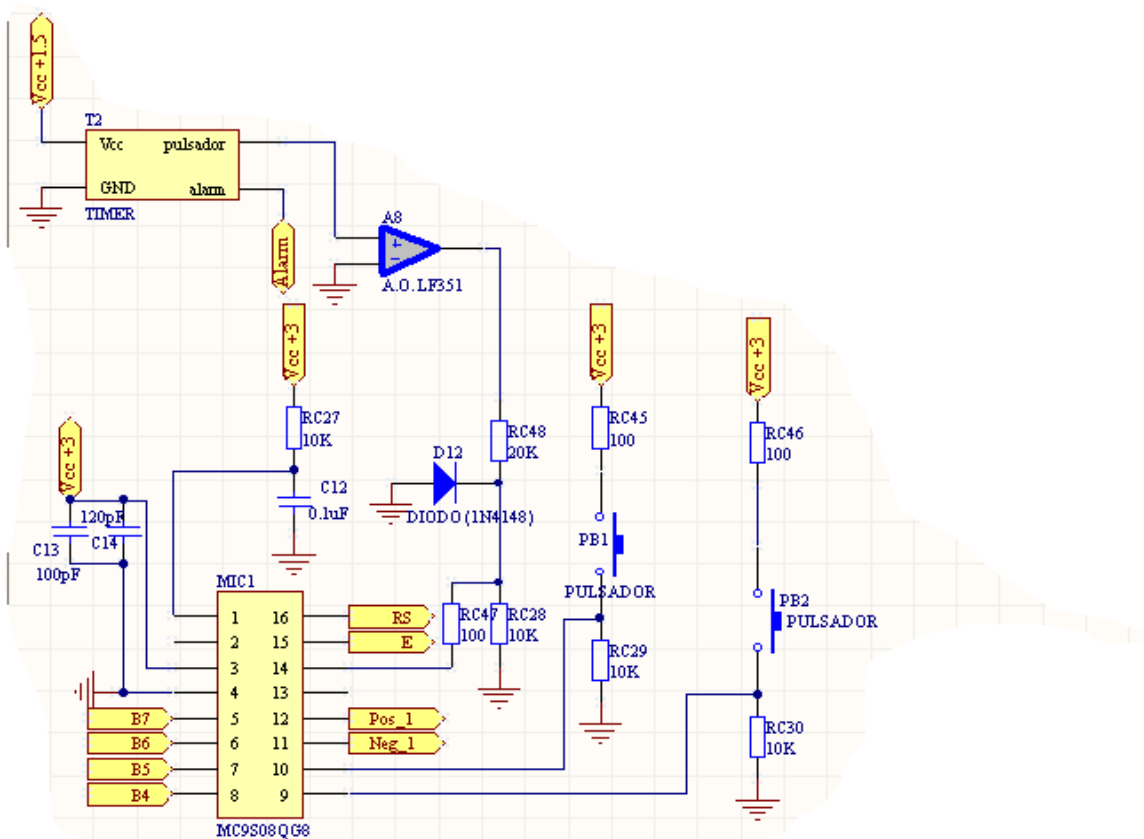 Vcc +1.5
T2
Vcc pulsador
GND alarm
TIMER
Alarm
A8
+
-
A.O.LF351
Vcc +3
RC27
10K
C12
0.1uF
Vcc +3
120pF
C13 C14
100pF
RC48
20K
D12
DIODO (1N4148)
Vcc +3
RC45
100
PB1
PULSADOR
Vcc +3
RC46
100
PB2
PULSADOR
MIC1
1 16 RS
2 15 E
3 14
4 13
B7 5 12 Pos_1
B6 6 11 Neg_1
B5 7 10
B4 8 9
MC9S08QG8
RC47
100
RC28
10K
RC29
10K
RC30
10K